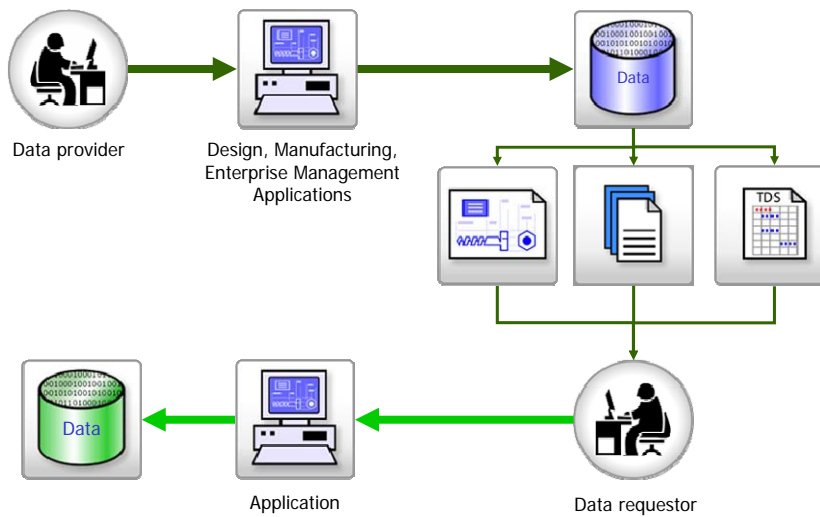 Data
Data provider
Design, Manufacturing,
Enterprise Management
Applications
TDS
Data
Application
Data requestor